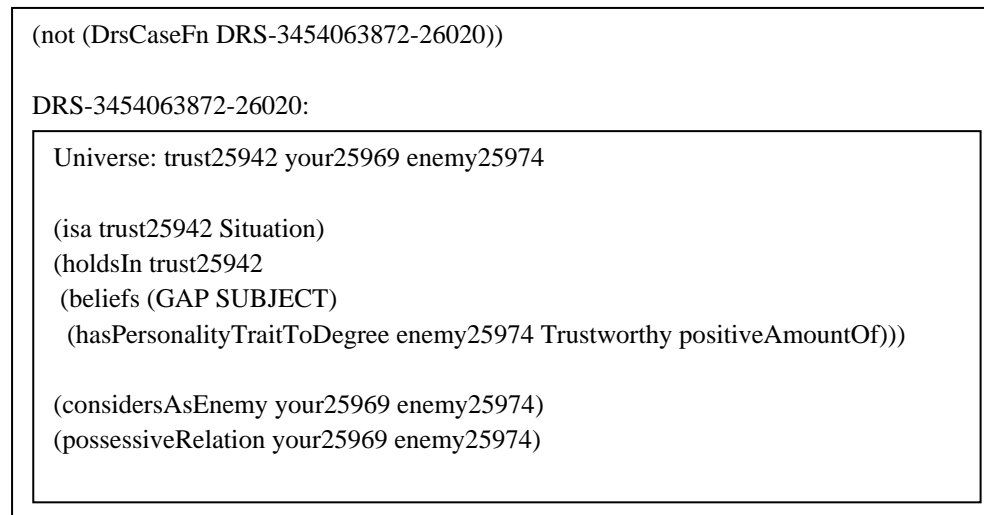 (not (DrsCaseFn DRS-3454063872-26020))
DRS-3454063872-26020:
Universe: trust25942 your25969 enemy25974
(isa trust25942 Situation)
(holdsIn trust25942
(beliefs (GAP SUBJECT)
(hasPersonalityTraitToDegree enemy25974 Trustworthy positiveAmountOf)))
(considersAsEnemy your25969 enemy25974)
(possessiveRelation your25969 enemy25974)